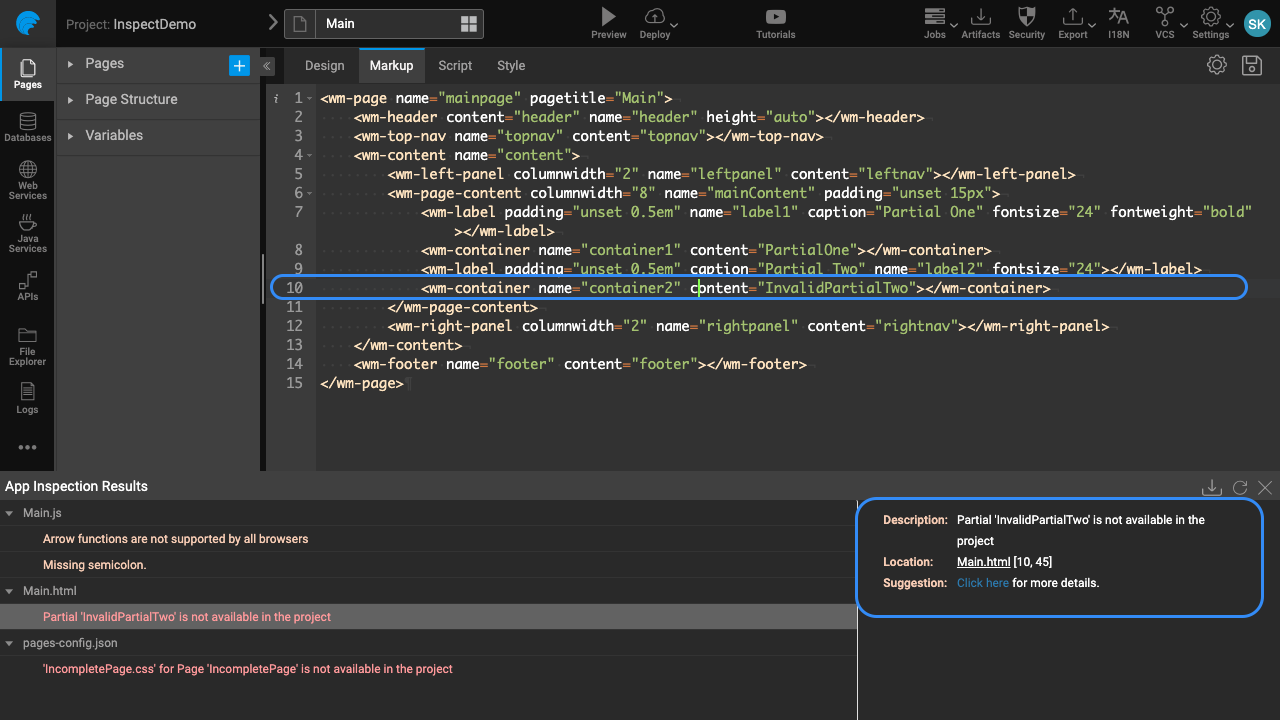 Project: InspectDemo
Main
Preview
Deploy
Tutorials
Jobs
Artifacts
Security
Export
I18N
VCS
Settings
SK
Pages
Databases
Web
Services
Java
Services
APIs
File
Explorer
Logs
Pages
Page Structure
Variables
Design
Markup
Script
Style
i 1 <wm-page name="mainpage" pagetitle="Main">
2 <wm-header content="header" name="header" height="auto"></wm-header>
3 <wm-top-nav name="topnav" content="topnav"></wm-top-nav>
4 <wm-content name="content">
5 <wm-left-panel columnwidth="2" name="leftpanel" content="leftnav"></wm-left-panel>
6 <wm-page-content columnwidth="8" name="mainContent" padding="unset 15px">
7 <wm-label padding="unset 0.5em" name="label1" caption="Partial One" fontsize="24" fontweight="bold"
></wm-label>
8 <wm-container name="container1" content="PartialOne"></wm-container>
9 <wm-label padding="unset 0.5em" caption="Partial Two" name="label2" fontsize="24"></wm-label>
10 <wm-container name="container2" content="InvalidPartialTwo"></wm-container>
11 </wm-page-content>
12 <wm-right-panel columnwidth="2" name="rightpanel" content="rightnav"></wm-right-panel>
13 </wm-content>
14 <wm-footer name="footer" content="footer"></wm-footer>
15 </wm-page>
App Inspection Results
Main.js
Arrow functions are not supported by all browsers
Missing semicolon.
Main.html
Partial 'InvalidPartialTwo' is not available in the project
pages-config.json
'IncompletePage.css' for Page 'IncompletePage' is not available in the project
Description: Partial 'InvalidPartialTwo' is not available in the
project
Location: Main.html [10, 45]
Suggestion: Click here for more details.